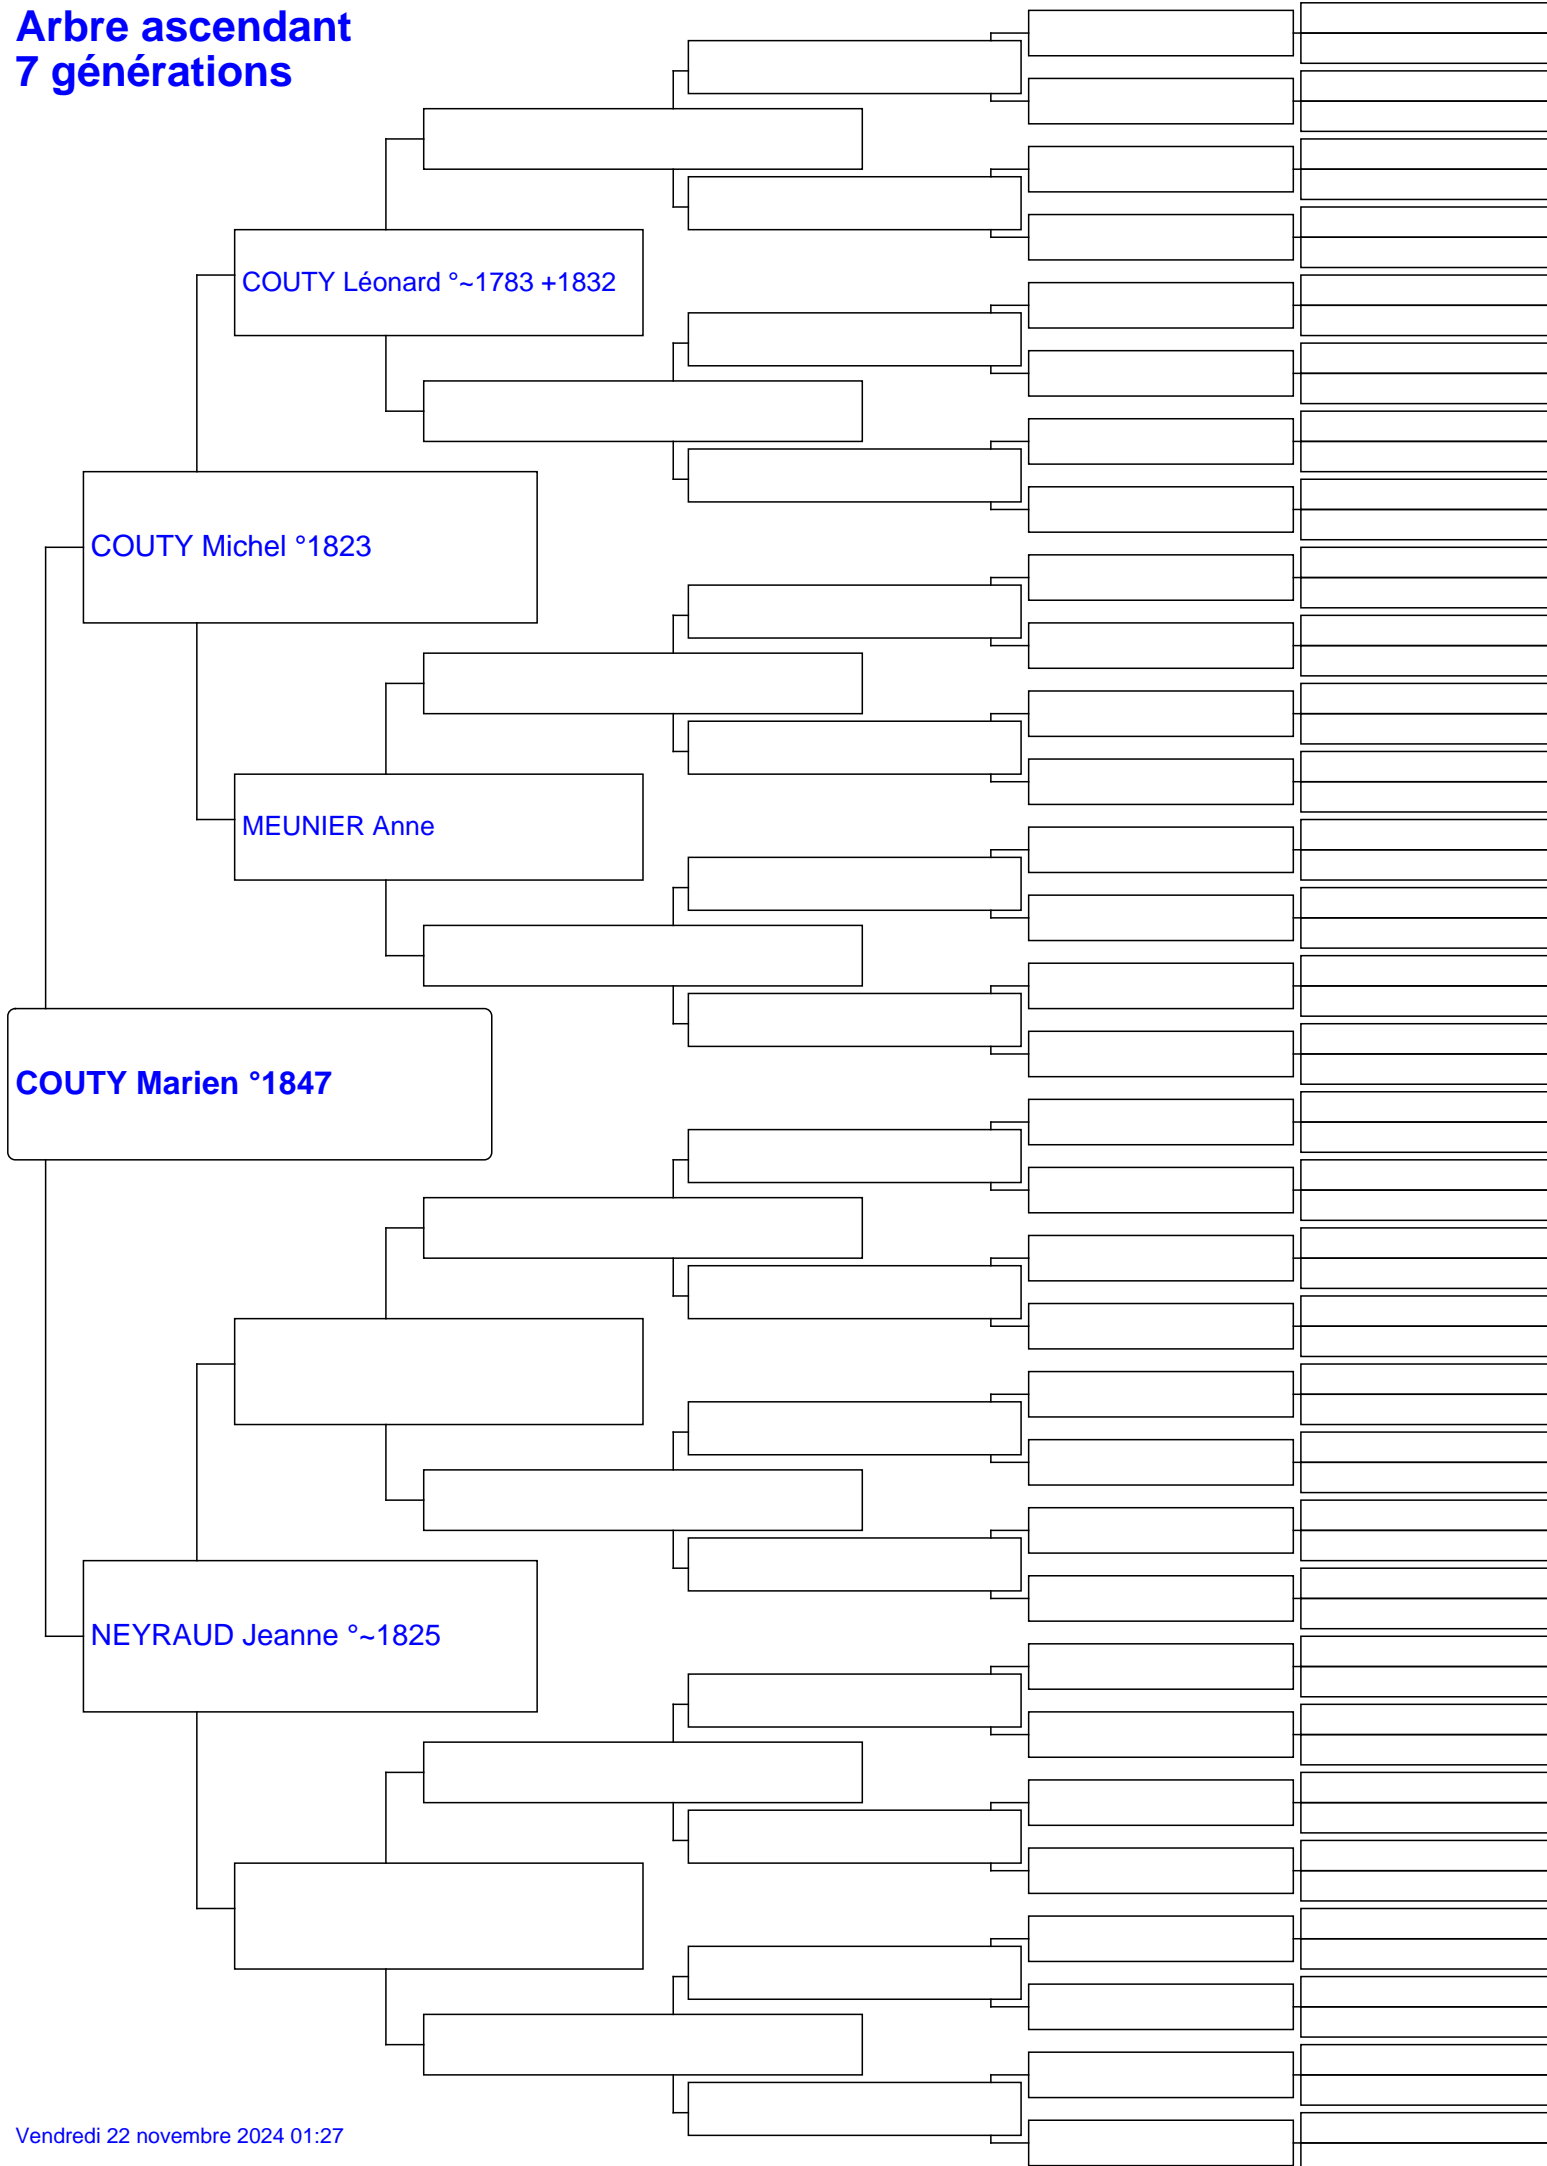 Arbre ascendant
7 générations
COUTY Léonard °~1783 +1832
COUTY Michel °1823
MEUNIER Anne
COUTY Marien °1847
NEYRAUD Jeanne °~1825
Vendredi 22 novembre 2024 01:27